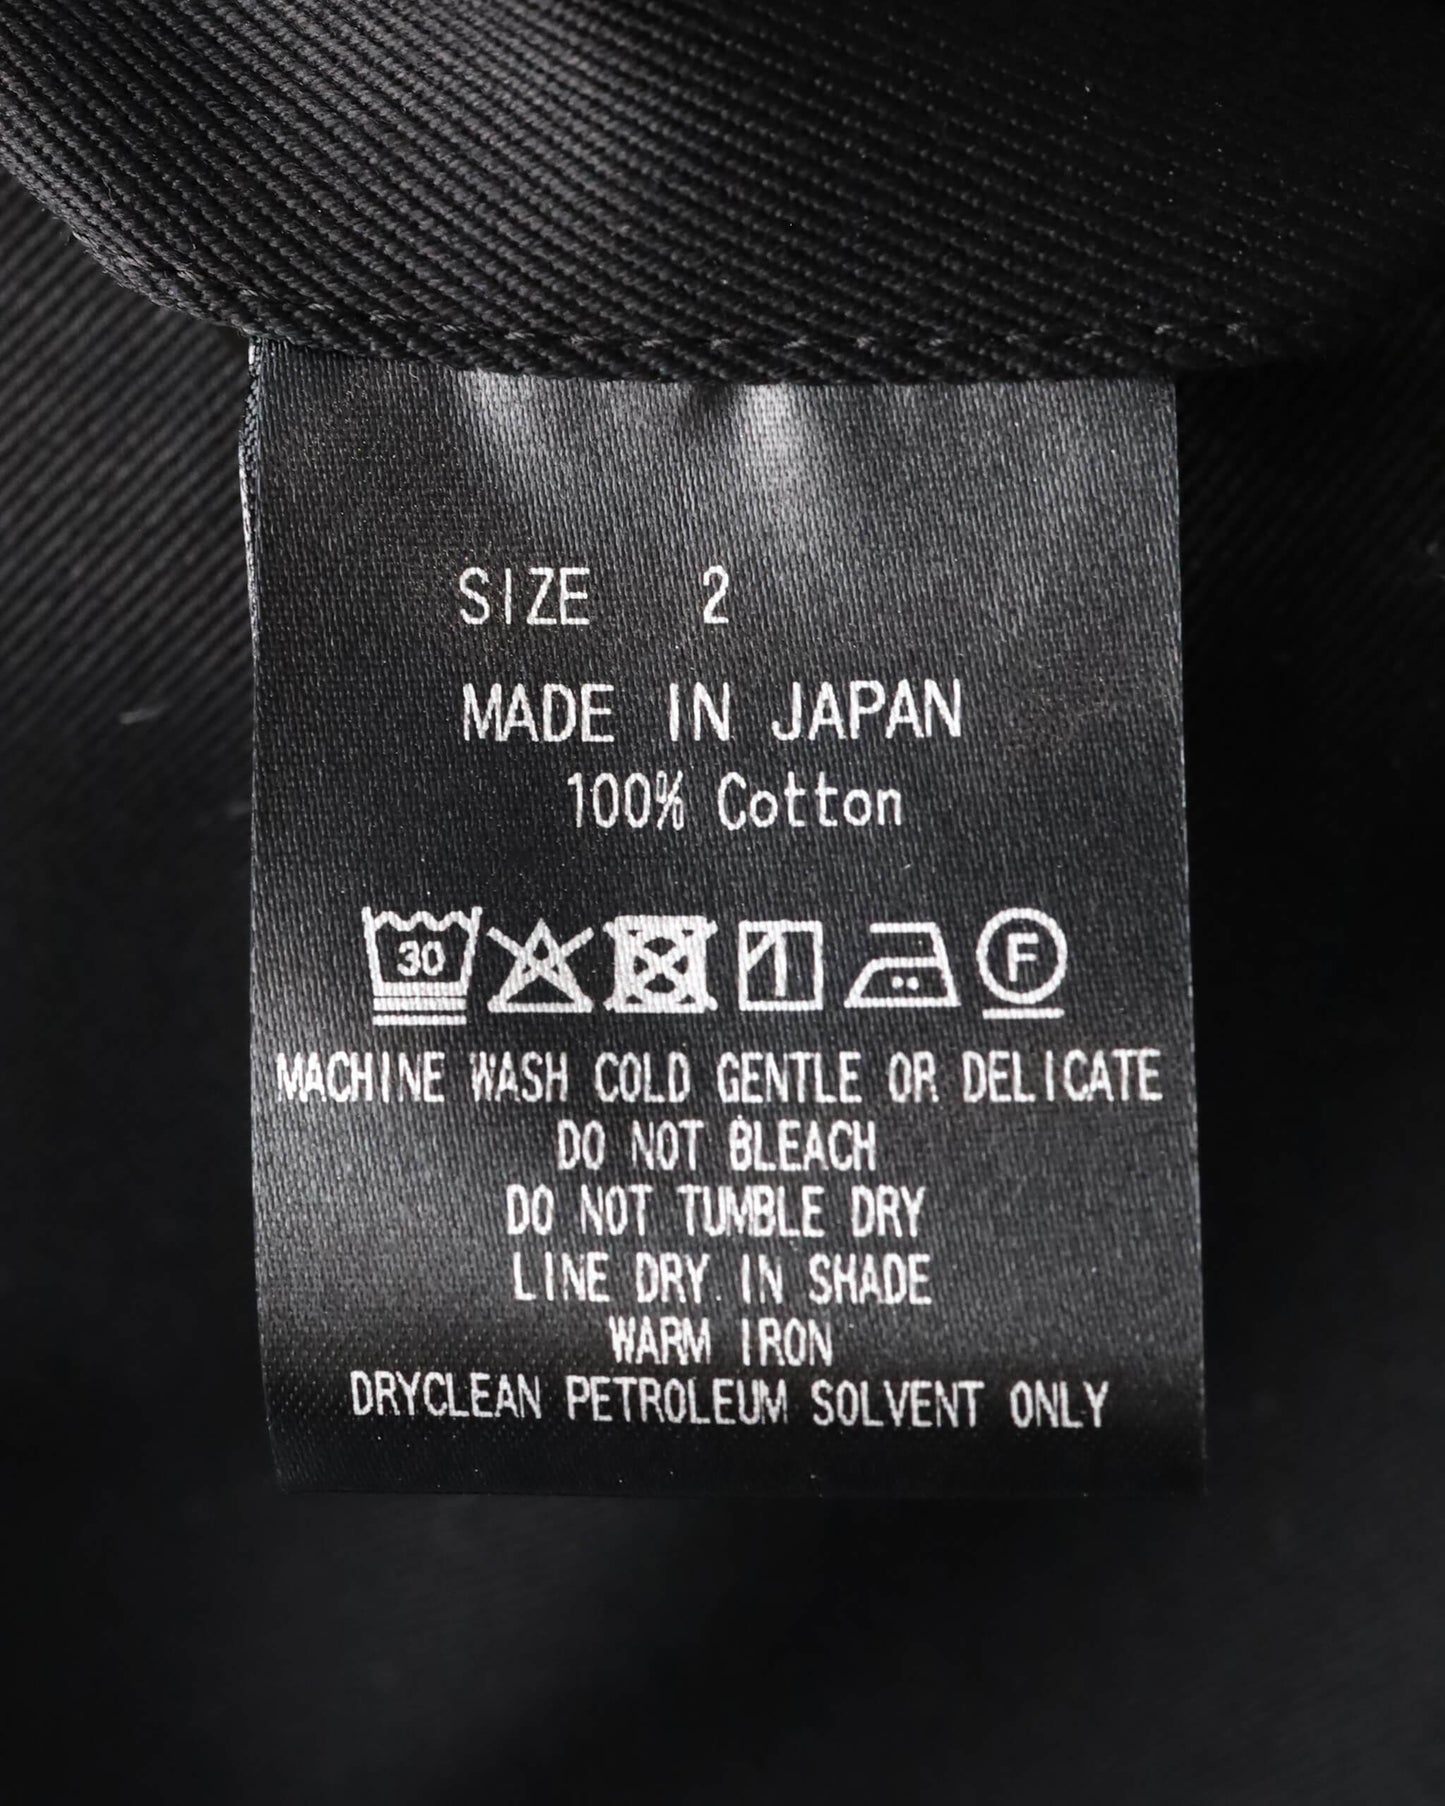 SIZE 2
MADE IN JAPAN
100% Cotton
30 F
MACHINE WASH COLD GENTLE OR DELICATE
DO NOT BLEACH
DO NOT TUMBLE DRY
LINE DRY IN SHADE
WARM IRON
DRYCLEAN PETROLEUM SOLVENT ONLY